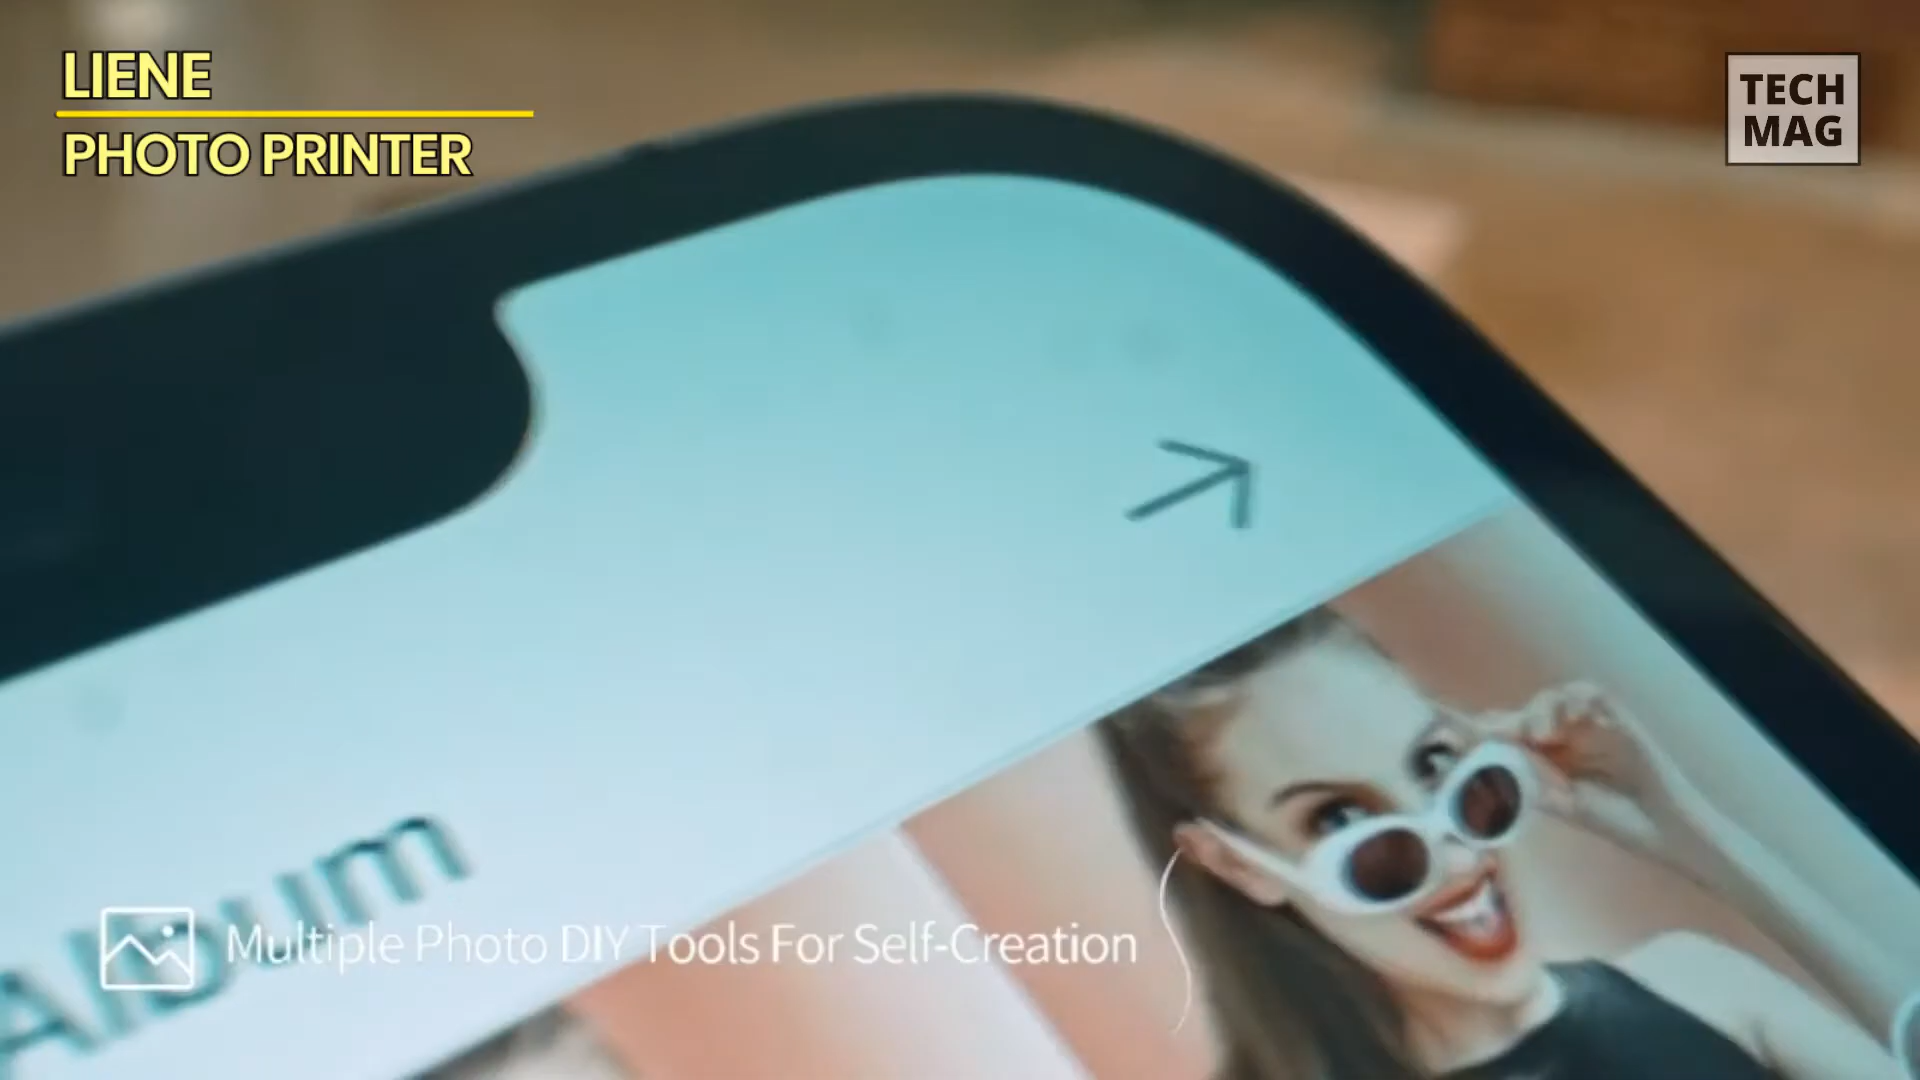 LIENE
PHOTO PRINTER
TECH
MAG
Album
Multiple Photo DIY Tools For Self-Creation